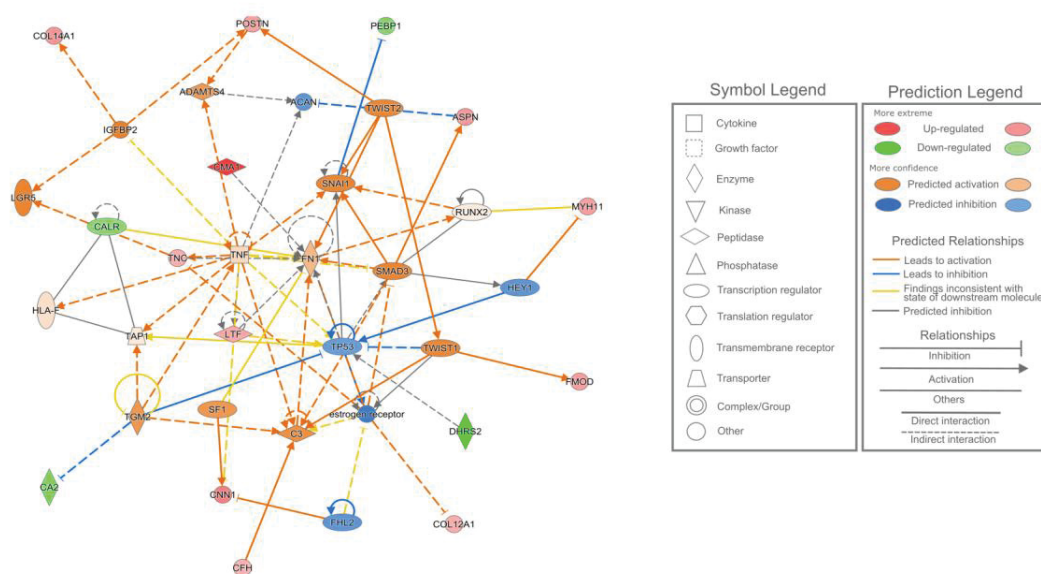 POSTN
PEBP1
COL14A1
ADAMTS4
ACAN
TWIST2
ASPN
IGFBP2
CMA1
SNAI1
LGR5
RUNX2
MYH11
CALR
TNC
TNF
FN1
SMAD3
HEY1
HLA-F
TAP1
LTF
TP53
TWIST1
FMOD
TGM2
SF1
C3
estrogen receptor
DHRS2
CA2
CNN1
FHL2
COL12A1
CFH
Symbol Legend
Cytokine
Growth factor
Enzyme
Kinase
Peptidase
Phosphatase
Transcription regulator
Translation regulator
Transmembrane receptor
Transporter
Complex/Group
Other
Prediction Legend
More extreme
Up-regulated
Down-regulated
More confidence
Predicted activation
Predicted inhibition
Predicted Relationships
Leads to activation
Leads to inhibition
Findings inconsistent with
state of downstream molecule
Predicted inhibition
Relationships
Inhibition
Activation
Others
Direct interaction
Indirect interaction